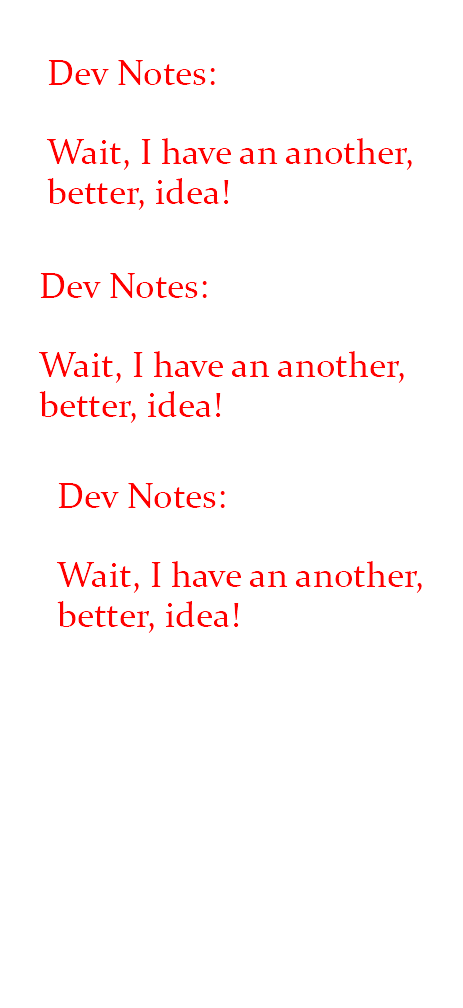 Dev Notes:
Wait, I have an another,
better, idea!
Dev Notes:
Wait, I have an another,
better, idea!
Dev Notes:
Wait, I have an another,
better, idea!